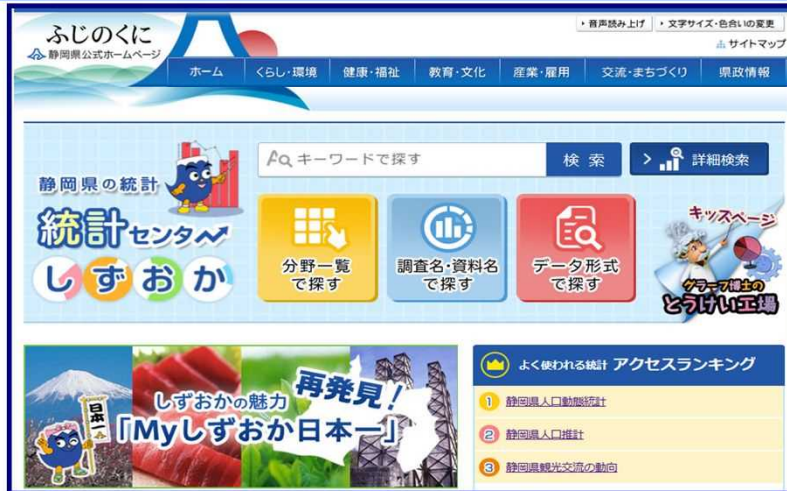 ふじのくに
静岡県公式ホームページ
音声読み上げ
文字サイズ・色合いの変更
サイトマップ
ホーム
くらし・環境
健康・福祉
教育・文化
産業・雇用
交流・まちづくり
県政情報
静岡県の統計
統計センター
しずおか
キーワードで探す
検索
詳細検索
分野一覧
で探す
調査名・資料名
で探す
データ形式
で探す
キッズページ
グラーフ博士の
とうけい工場
しずおかの魅力
再発見!
「Myしずおか日本一」
日本一
よく使われる統計 アクセスランキング
1 静岡県人口動態統計
2 静岡県人口推計
3 静岡県観光交流の動向